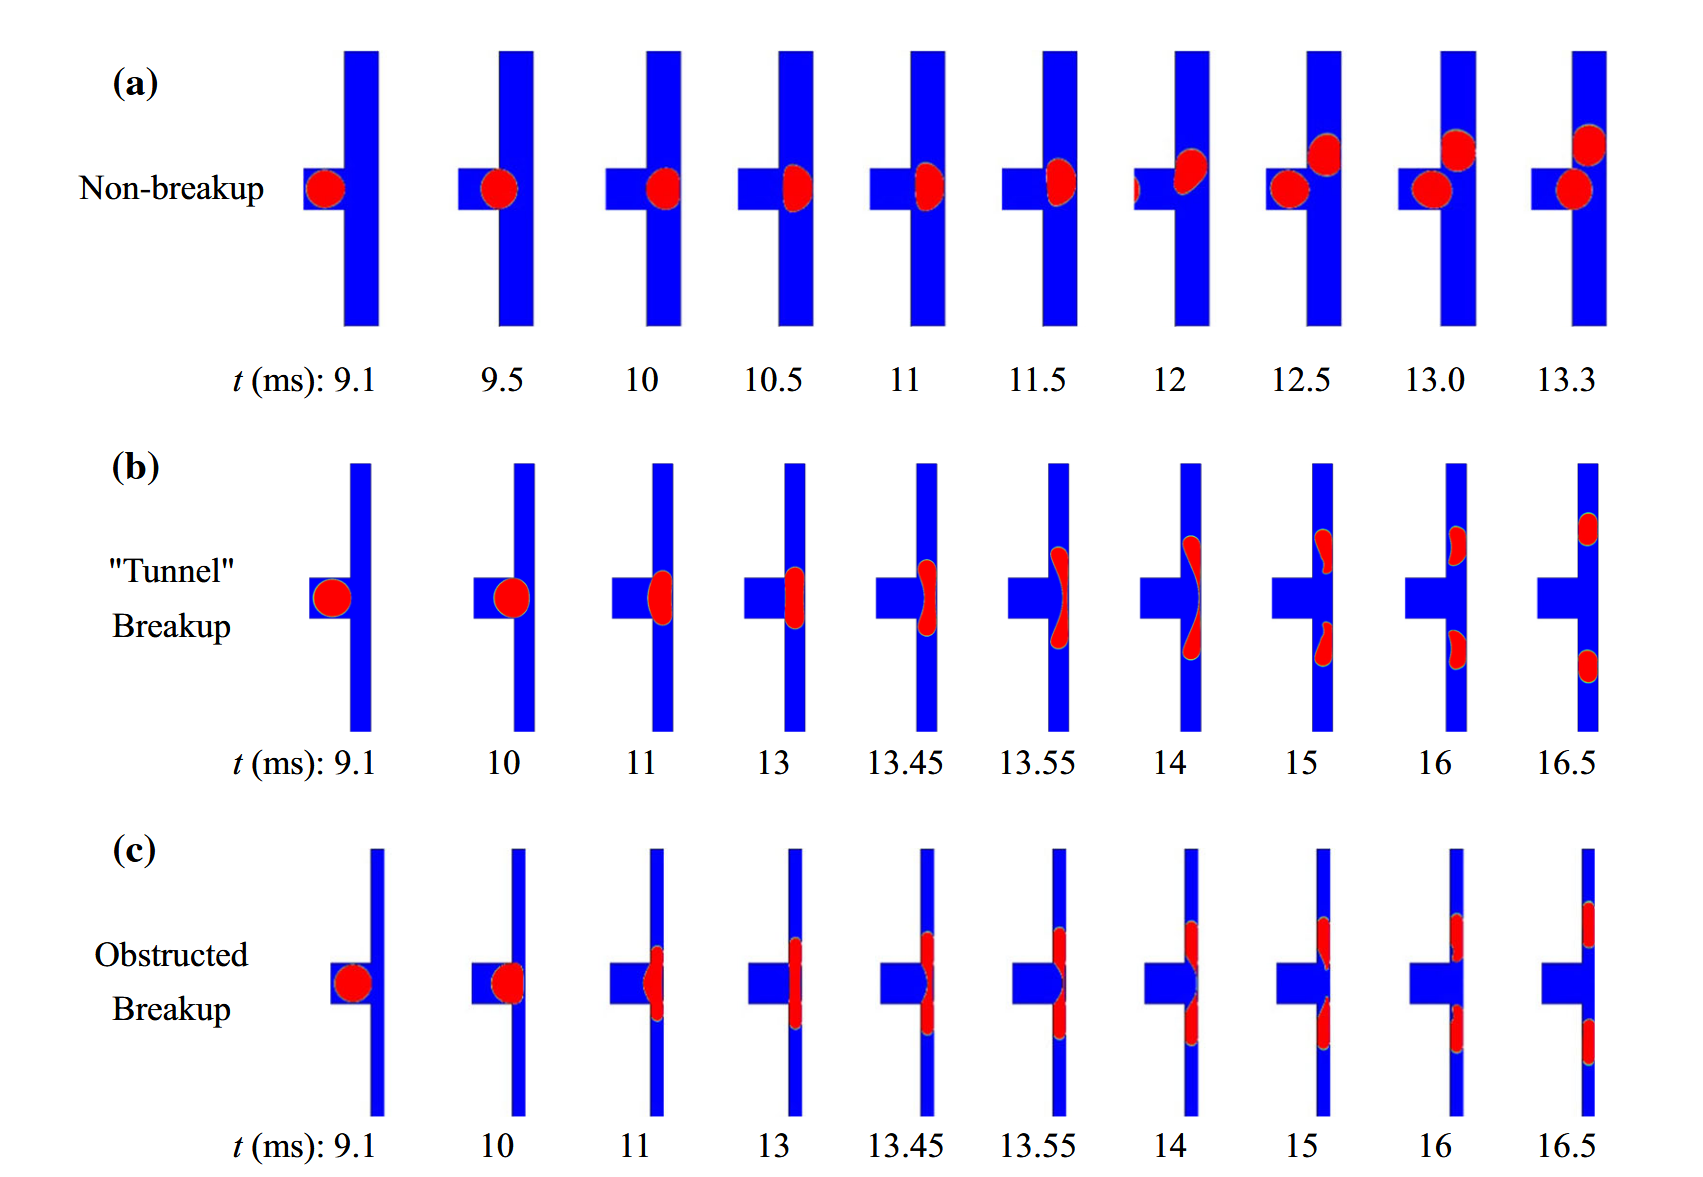 (a)
Non-breakup
t (ms): 9.1 9.5 10 10.5 11 11.5 12 12.5 13.0 13.3
(b)
"Tunnel"
Breakup
t (ms): 9.1 10 11 13 13.45 13.55 14 15 16 16.5
(c)
Obstructed
Breakup
t (ms): 9.1 10 11 13 13.45 13.55 14 15 16 16.5